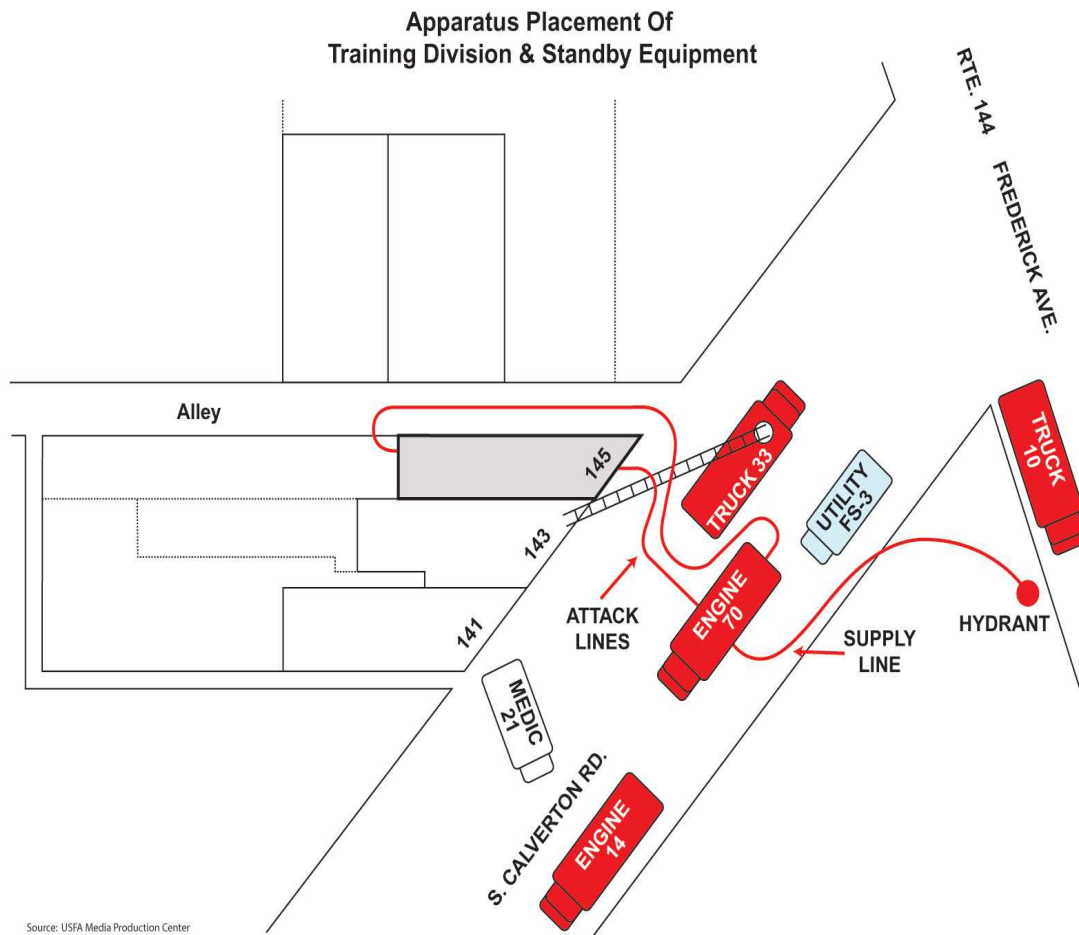 Apparatus Placement Of
Training Division & Standby Equipment
RTE. 144 FREDERICK AVE.
Alley
145
143
141
TRUCK 33
UTILITY
FS-3
TRUCK
10
ENGINE
70
ATTACK
LINES
SUPPLY
LINE
HYDRANT
MEDIC
21
S. CALVERTON RD.
ENGINE
14
Source: USFA Media Production Center